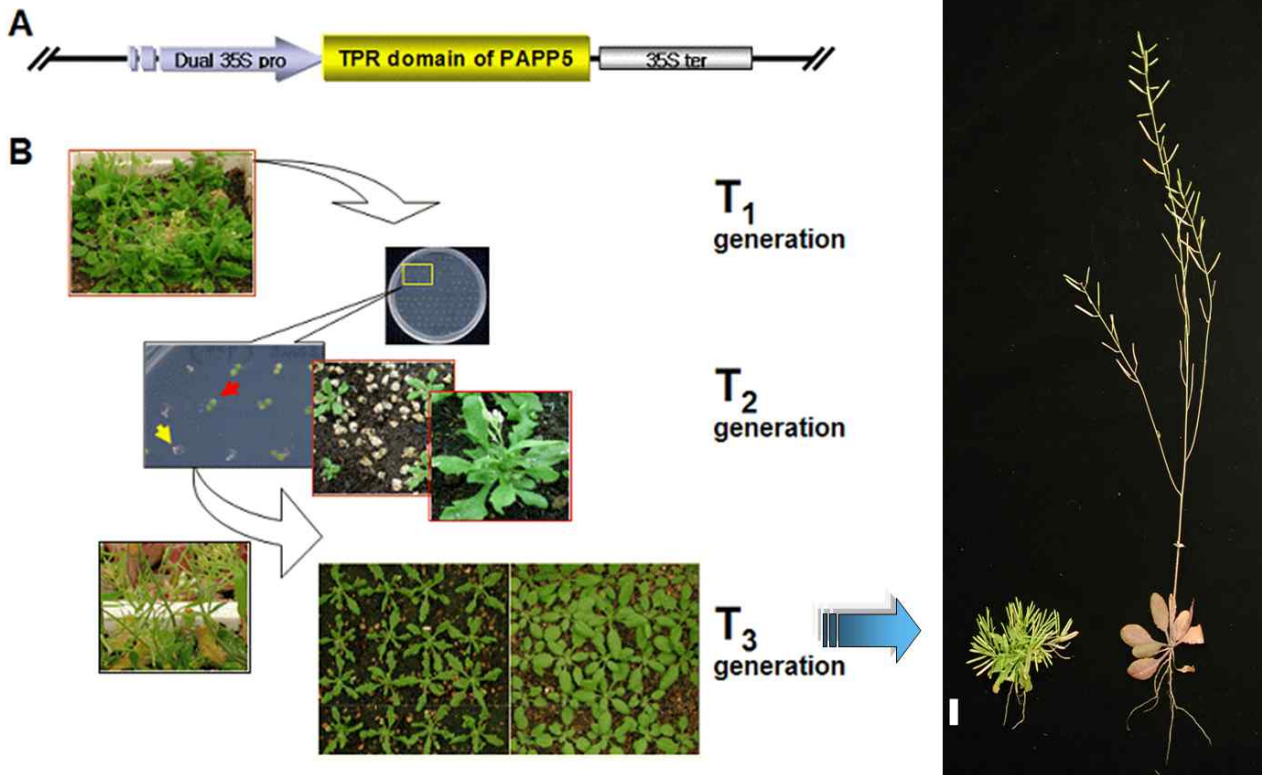 A
Dual 35S pro
TPR domain of PAPP5
35S ter
B
T1
generation
T2
generation
T3
generation